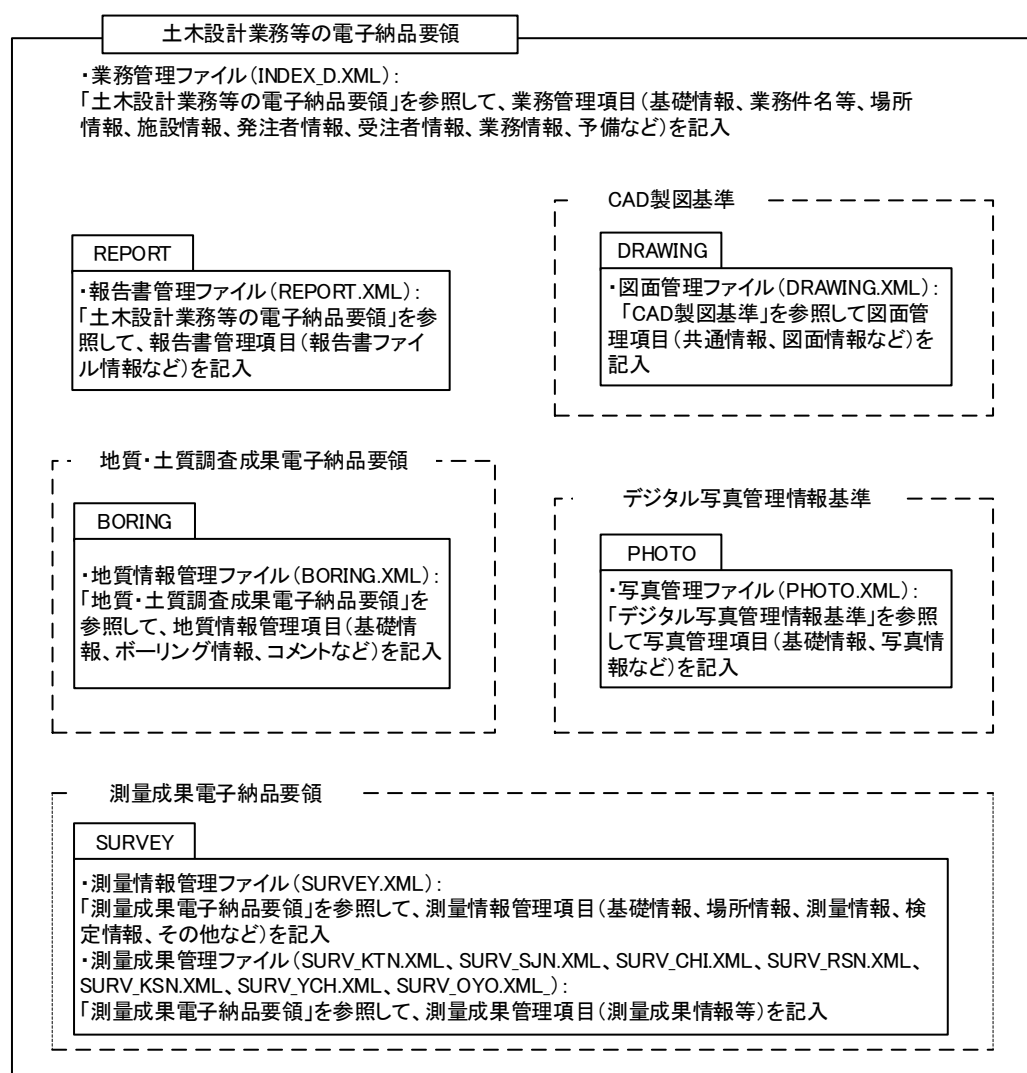 土木設計業務等の電子納品要領
・業務管理ファイル(INDEX_D.XML):
「土木設計業務等の電子納品要領」を参照して、業務管理項目(基礎情報、業務件名等、場所
情報、施設情報、発注者情報、受注者情報、業務情報、予備など)を記入
REPORT
・報告書管理ファイル(REPORT.XML):
「土木設計業務等の電子納品要領」を参
照して、報告書管理項目(報告書ファイ
ル情報など)を記入
CAD製図基準
DRAWING
・図面管理ファイル(DRAWING.XML):
「CAD製図基準」を参照して図面管
理項目(共通情報、図面情報など)を
記入
地質・土質調査成果電子納品要領
BORING
・地質情報管理ファイル(BORING.XML):
「地質・土質調査成果電子納品要領」を
参照して、地質情報管理項目(基礎情
報、ボーリング情報、コメントなど)を記入
デジタル写真管理情報基準
PHOTO
・写真管理ファイル(PHOTO.XML):
「デジタル写真管理情報基準」を参照
して写真管理項目(基礎情報、写真情
報など)を記入
測量成果電子納品要領
SURVEY
・測量情報管理ファイル(SURVEY.XML):
「測量成果電子納品要領」を参照して、測量情報管理項目(基礎情報、場所情報、測量情報、検
定情報、その他など)を記入
・測量成果管理ファイル(SURV_KTN.XML、SURV_SJN.XML、SURV_CHI.XML、SURV_RSN.XML、
SURV_KSN.XML、SURV_YCH.XML、SURV_OYO.XML_):
「測量成果電子納品要領」を参照して、測量成果管理項目(測量成果情報等)を記入